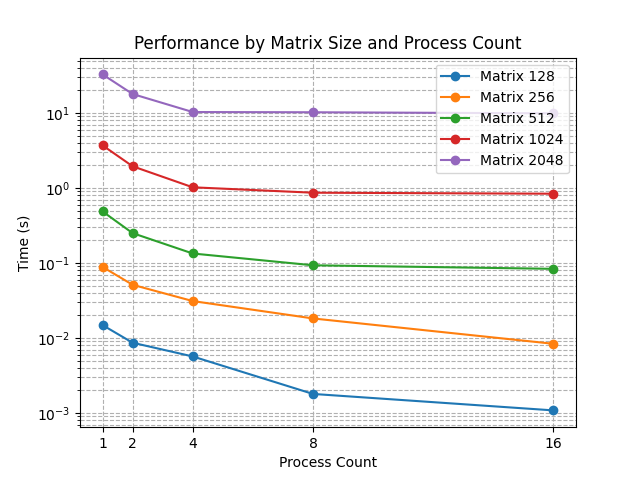 Performance by Matrix Size and Process Count
Matrix 128
Matrix 256
Matrix 512
Matrix 1024
Matrix 2048
Time (s)
10¹
10⁰
10⁻¹
10⁻²
10⁻³
1 2 4 8 16
Process Count